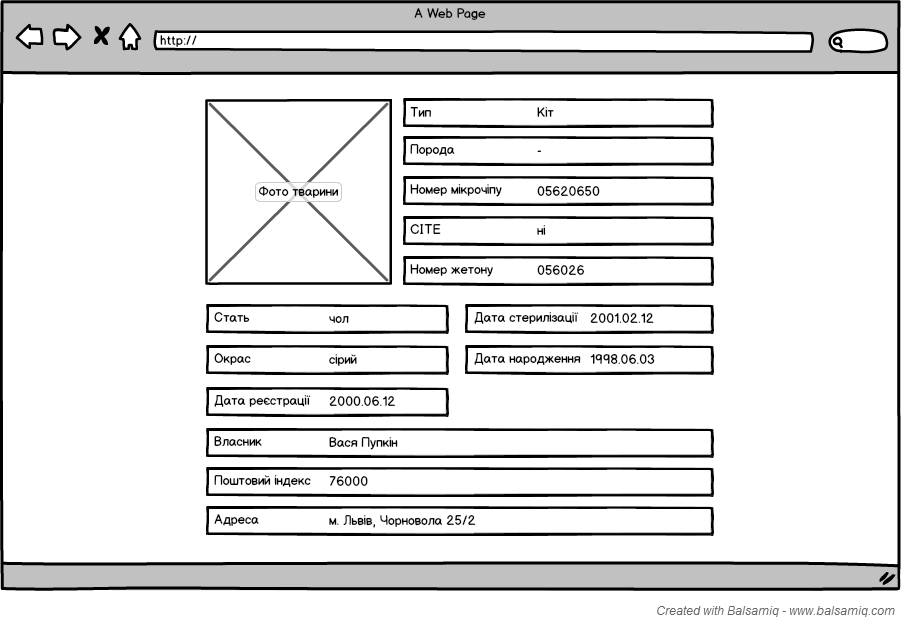 A Web Page
http://
Фото тварини
Тип Кіт
Порода -
Номер мікрочіпу 05620650
CITE ні
Номер жетону 056026
Стать чол
Дата стерилізації 2001.02.12
Окрас сірий
Дата народження 1998.06.03
Дата реєстрації 2000.06.12
Власник Вася Пупкін
Поштовий індекс 76000
Адреса м. Львів, Чорновола 25/2
Created with Balsamiq - www.balsamiq.com